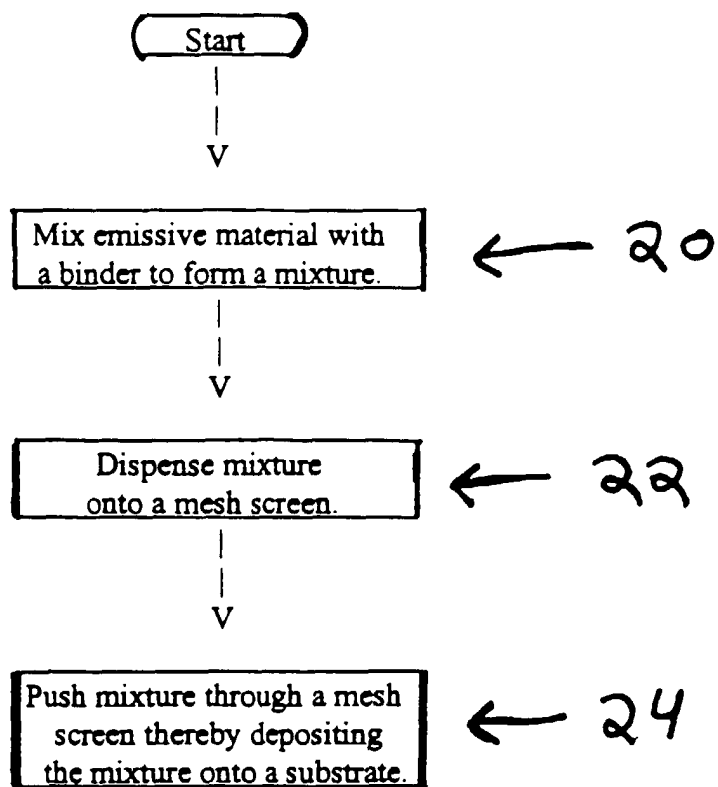 Start
V
Mix emissive material with
a binder to form a mixture.
20
V
Dispense mixture
onto a mesh screen.
22
V
Push mixture through a mesh
screen thereby depositing
the mixture onto a substrate.
24